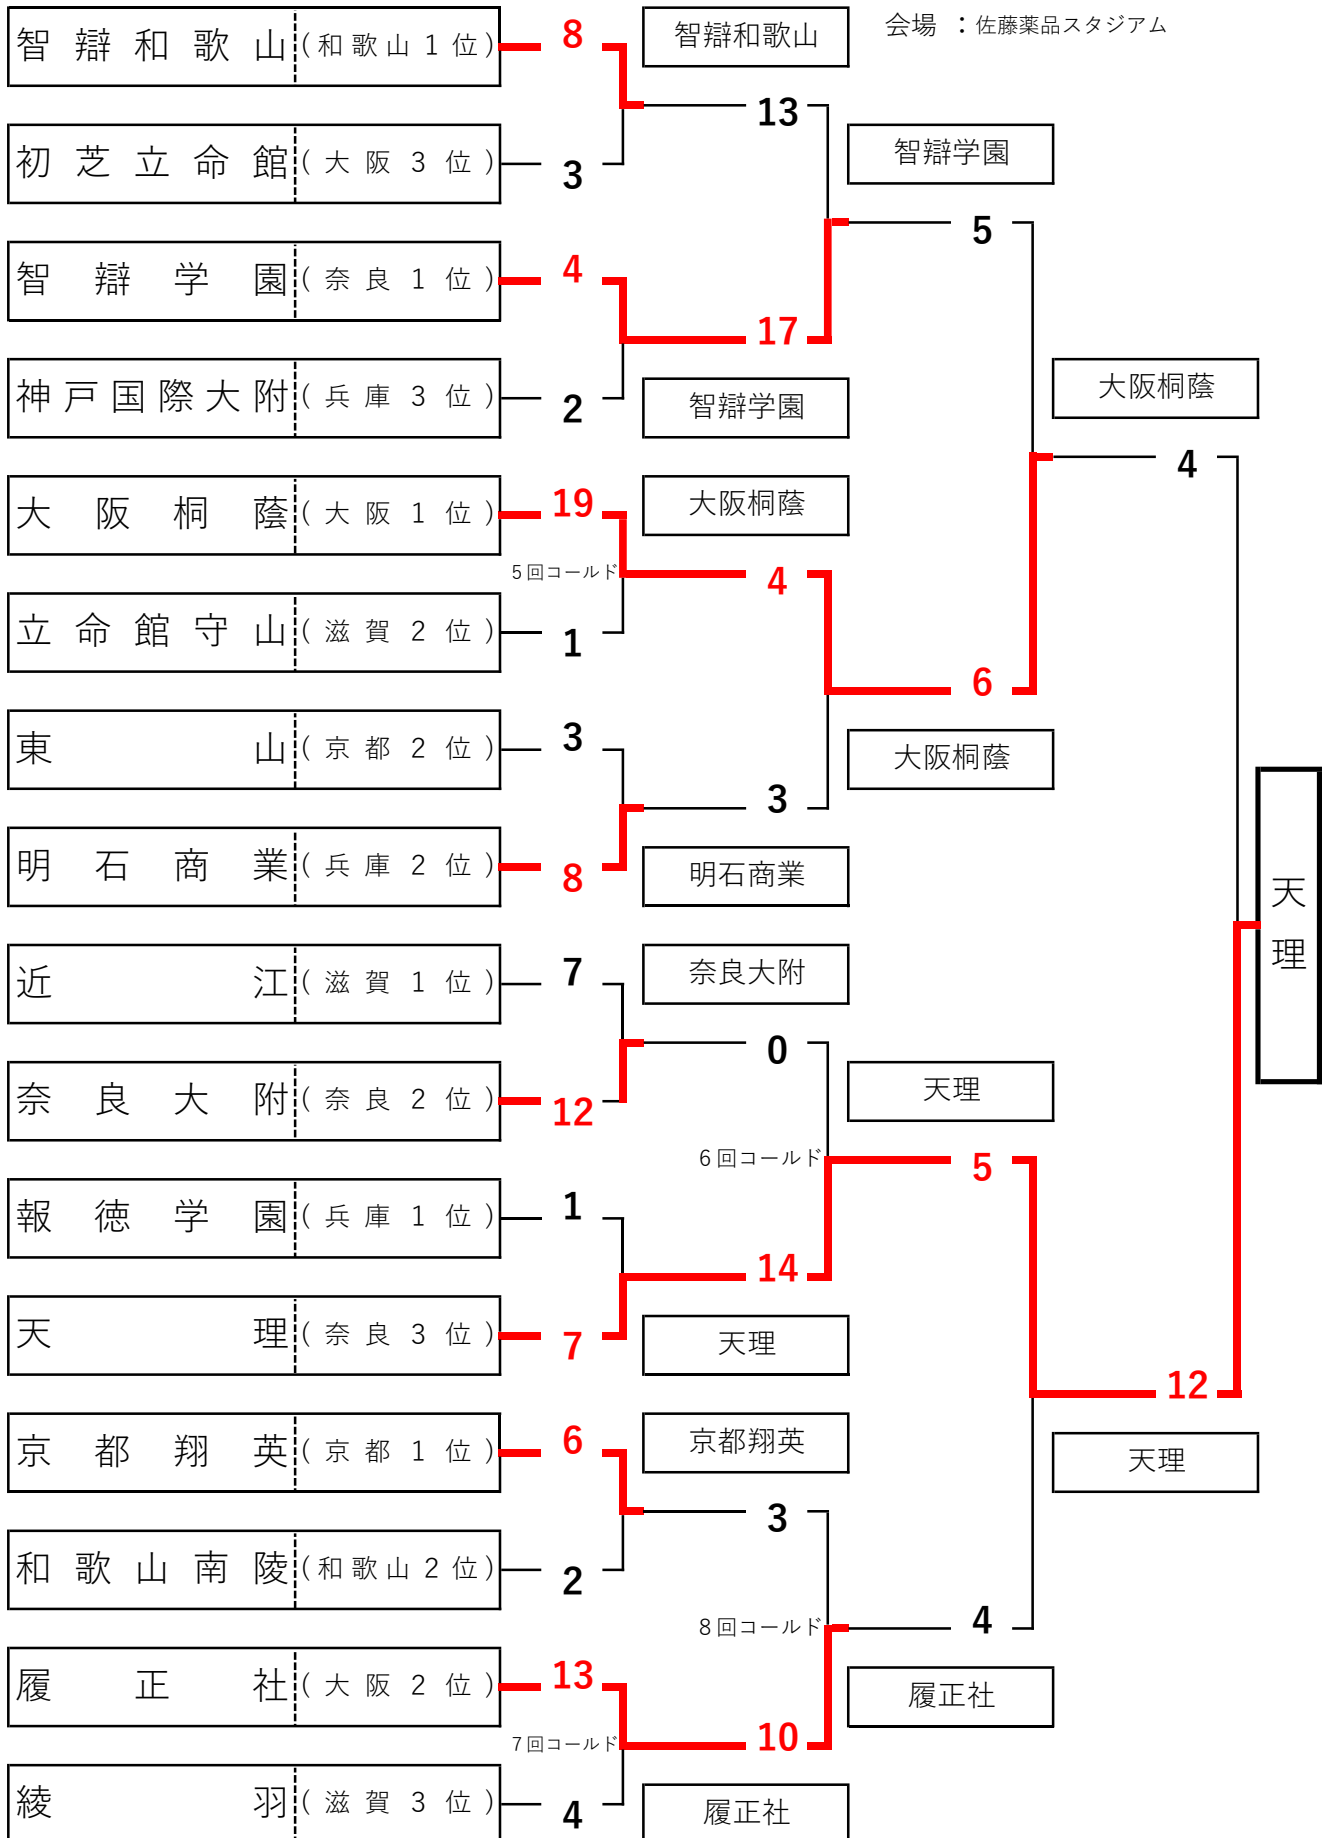 智辯和歌山(和歌山1位)
8
智辯和歌山
会場 ：佐藤薬品スタジアム
13
初芝立命館(大阪3位)
3
智辯学園
5
智辯学園(奈良1位)
4
17
神戸国際大附(兵庫3位)
2
智辯学園
大阪桐蔭
4
大阪桐蔭(大阪1位)
19
大阪桐蔭
5回コールド
4
立命館守山(滋賀2位)
1
6
東山(京都2位)
3
大阪桐蔭
3
明石商業(兵庫2位)
8
明石商業
天理
近江(滋賀1位)
7
奈良大附
0
奈良大附(奈良2位)
12
天理
6回コールド
5
報徳学園(兵庫1位)
1
14
天理(奈良3位)
7
天理
12
京都翔英(京都1位)
6
京都翔英
天理
3
和歌山南陵(和歌山2位)
2
8回コールド
4
履正社(大阪2位)
13
履正社
7回コールド
10
綾羽(滋賀3位)
4
履正社